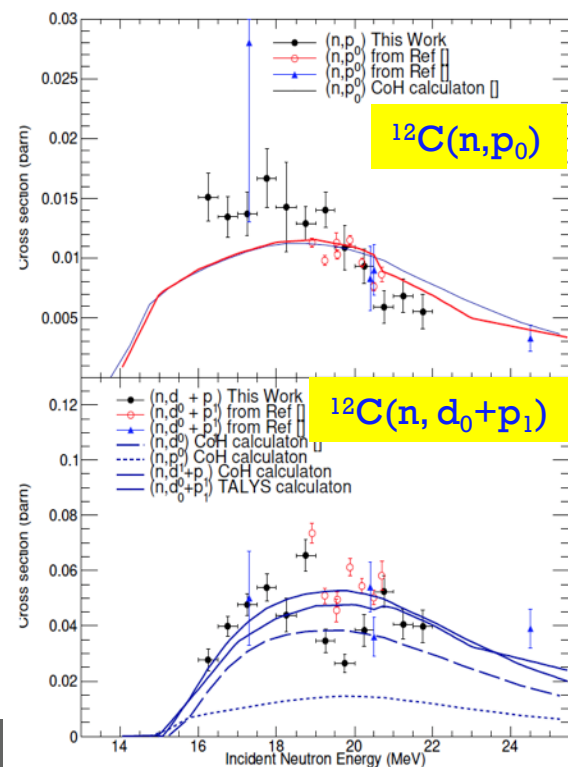 0.03
0.025
0.02
0.015
0.01
0.005
Cross section (barn)
(n,p) This Work
(n,p0) from Ref []
(n,p0) from Ref []
(n,p0) CoH calculaton []
12C(n,p0)
0.12
0.1
0.08
0.06
0.04
0.02
0
Cross section (barn)
(n,d + p) This Work
(n,d0 + p1) from Ref []
(n,d0 + p1) from Ref []
(n,d0) CoH calculaton []
(n,p0) CoH calculaton
(n,d1+p) CoH calculaton
(n,d0+p1) TALYS calculaton
12C(n, d0+p1)
14 16 18 20 22 24
Incident Neutron Energy (MeV)